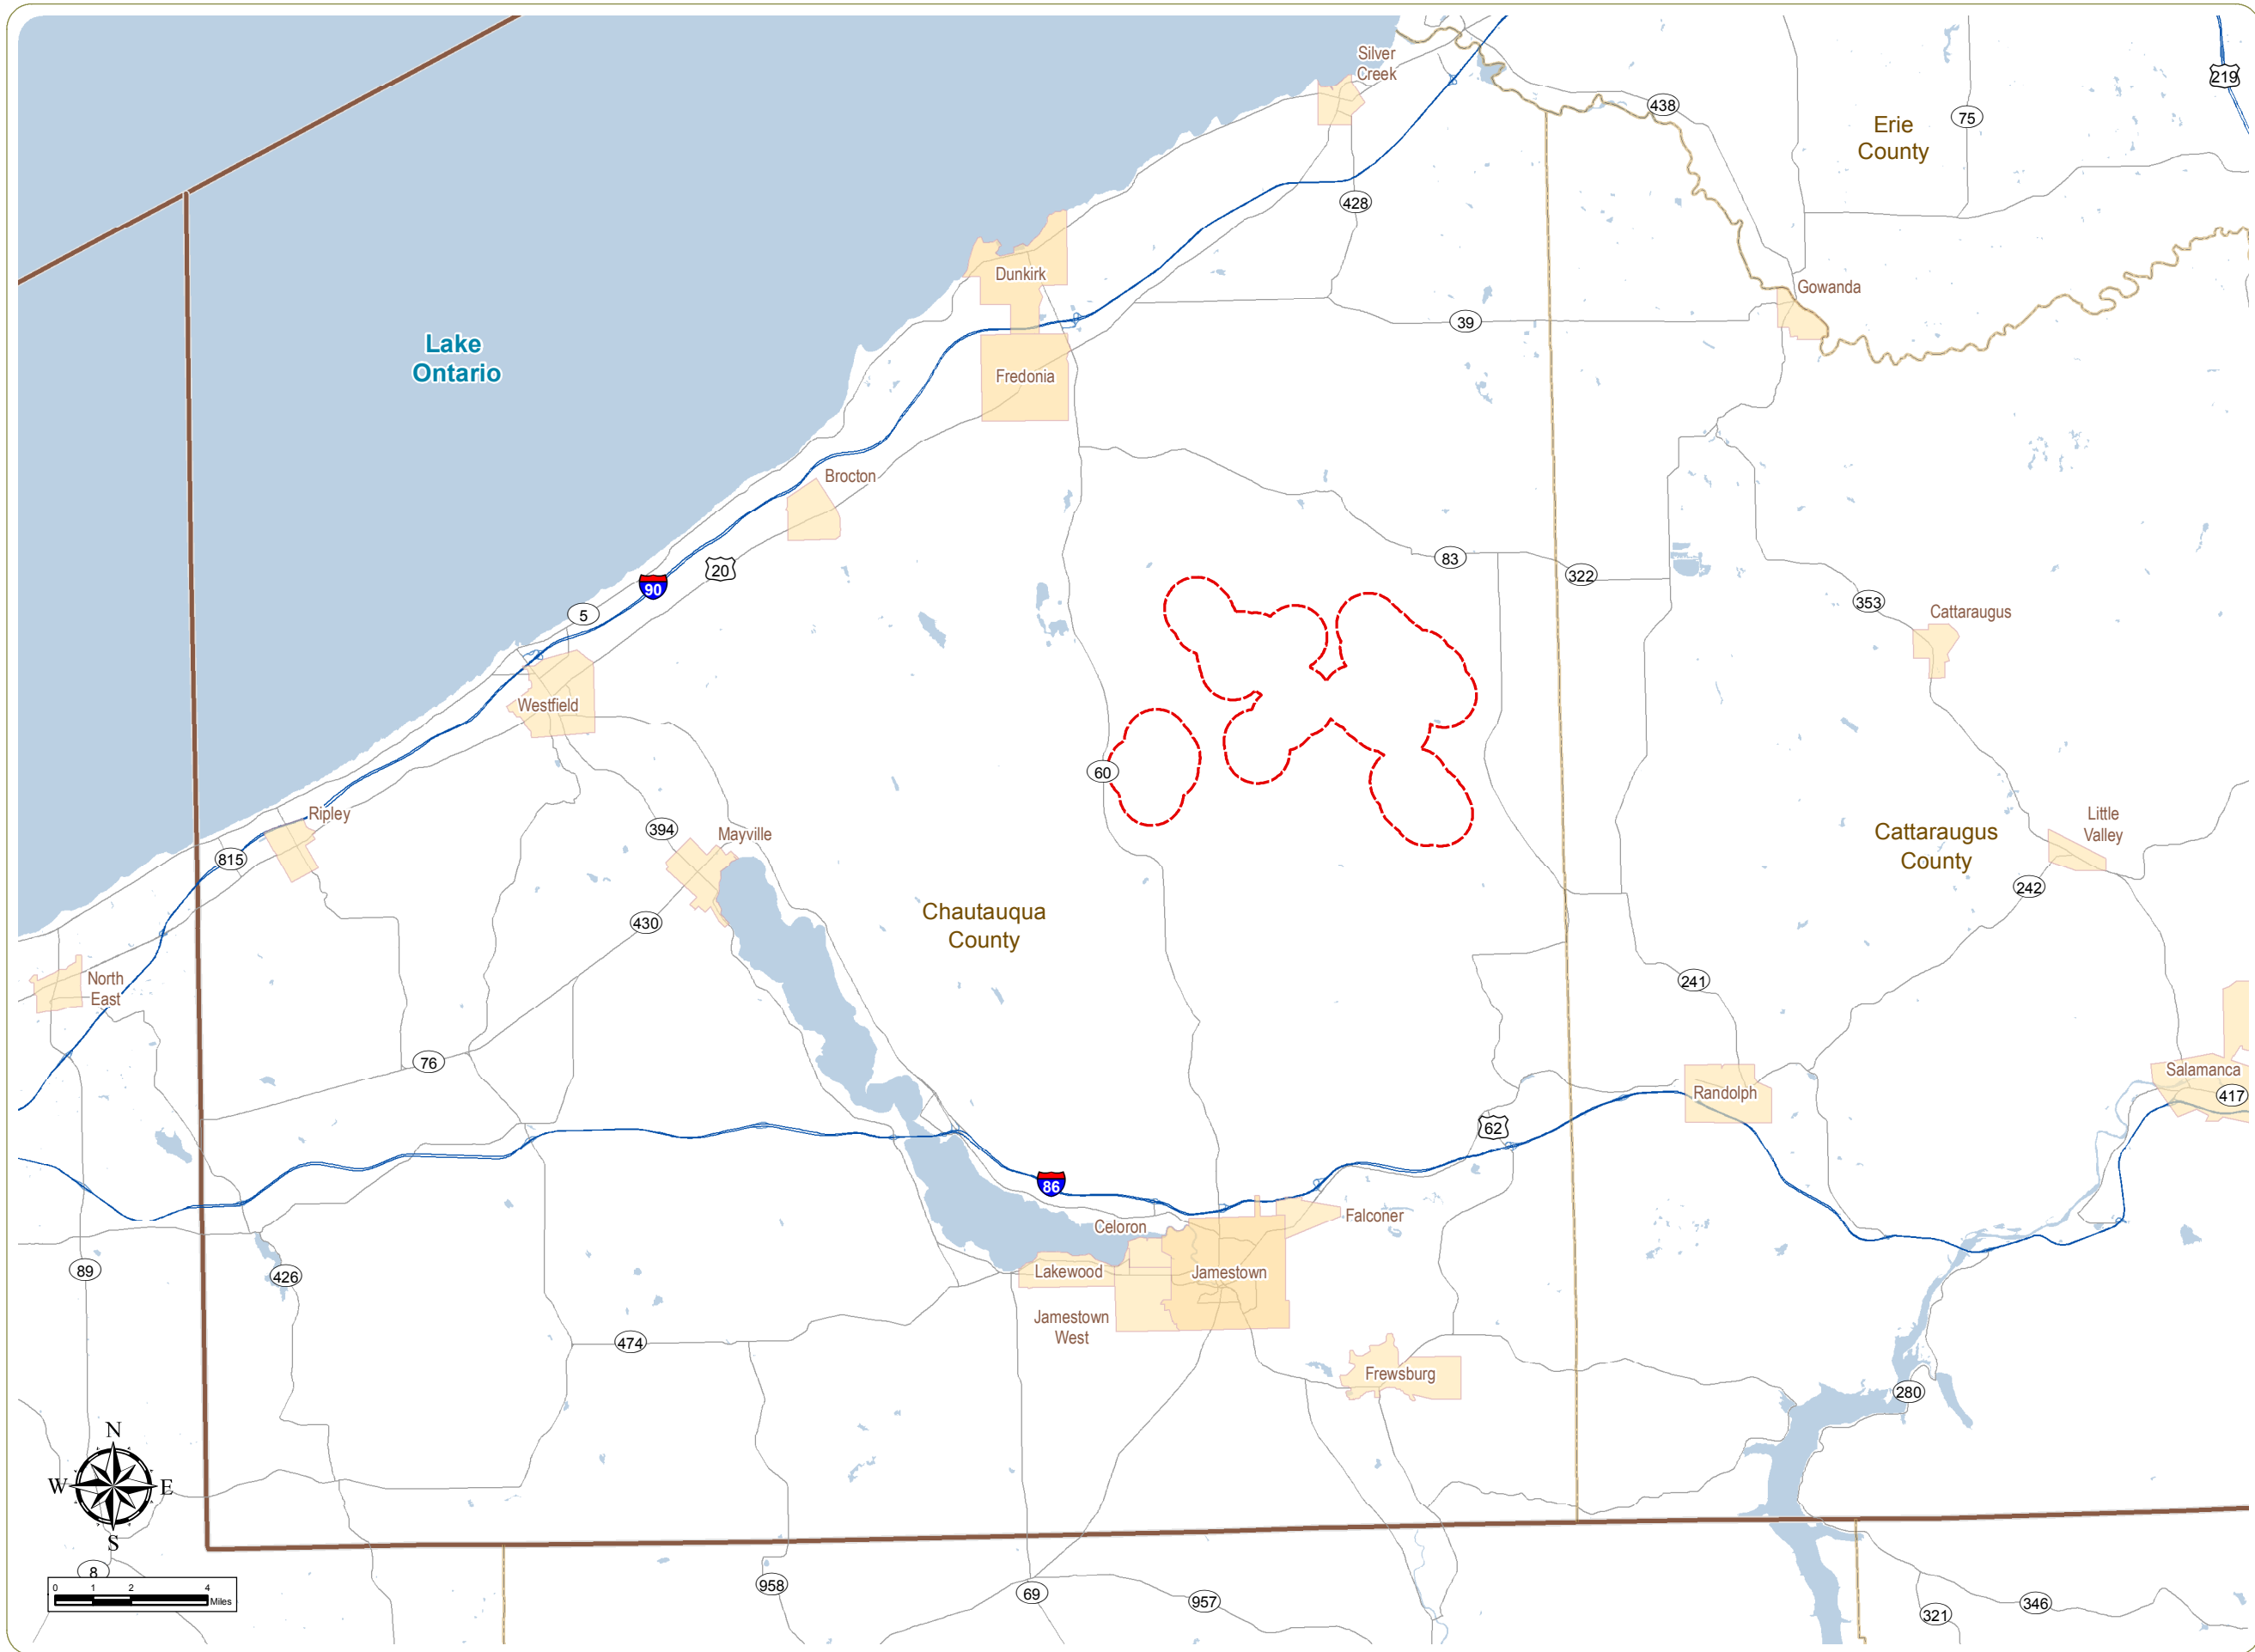 Silver
Creek
219
438
Erie
County
75
428
Dunkirk
Gowanda
39
Lake
Ontario
Fredonia
Brocton
83
20
322
90
353
5
Cattaraugus
Westfield
60
Ripley
394
Mayville
Little
Valley
815
Cattaraugus
County
242
Chautauqua
County
430
North
East
241
76
Salamanca
Randolph
417
62
86
Celoron
Falconer
89
426
Lakewood
Jamestown
Jamestown
West
474
Frewsburg
280
N
W
E
S
8
0 1 2 4
Miles
958
69
957
321
346